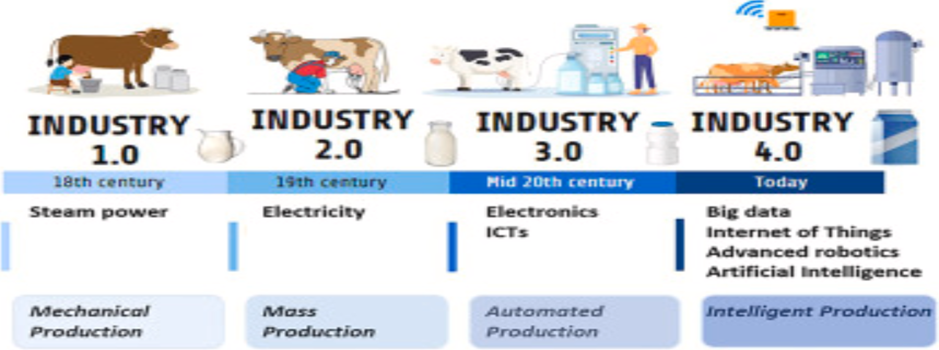 INDUSTRY
1.0
INDUSTRY
2.0
INDUSTRY
3.0
INDUSTRY
4.0
18th century
19th century
Mid 20th century
Today
Steam power
Electricity
Electronics
ICTs
Big data
Internet of Things
Advanced robotics
Artificial Intelligence
Mechanical
Production
Mass
Production
Automated
Production
Intelligent Production